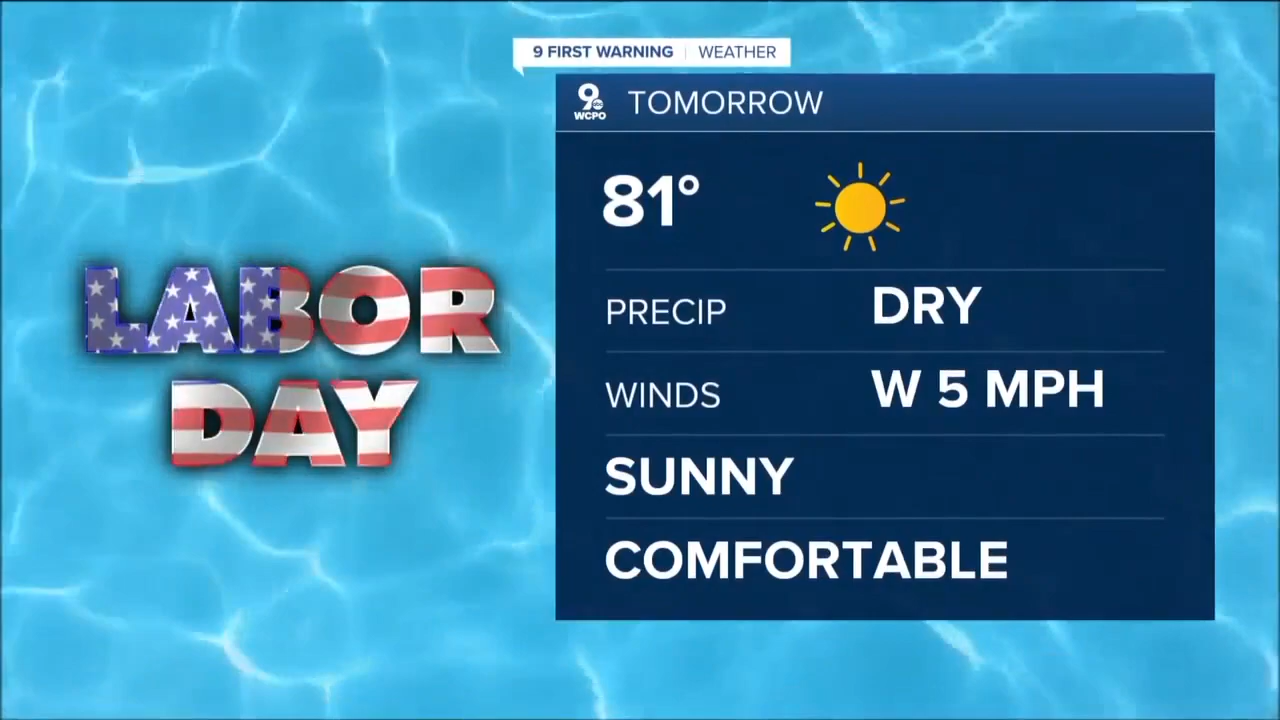 9 FIRST WARNING | WEATHER
9 abc
WCPO
TOMORROW
81°
PRECIP DRY
WINDS W 5 MPH
SUNNY
COMFORTABLE
LABOR
DAY